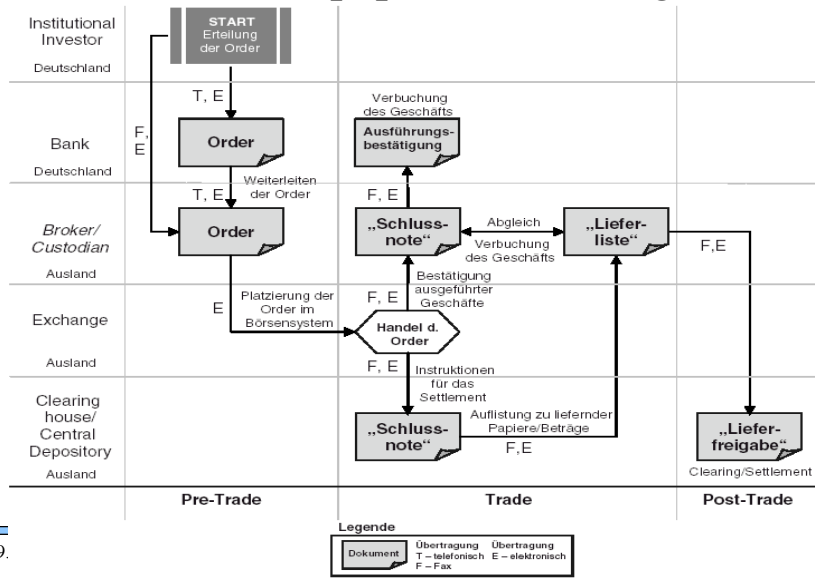 Institutional
Investor
Deutschland
START
Erteilung
der Order
F,
E
T, E
Bank
Deutschland
Order
Verbuchung
des Geschäfts
Ausführungs-
bestätigung
Weiterleiten
der Order
T, E
F, E
Broker/
Custodian
Ausland
Order
„Schluss-
note“
Abgleich
Verbuchung
des Geschäfts
„Liefer-
liste“
F,E
Exchange
Ausland
E
Platzierung der
Order im
Börsensystem
F, E
Bestätigung
ausgeführter
Geschäfte
Handel d.
Order
F, E
Instruktionen
für das
Settlement
Clearing
house/
Central
Depository
Ausland
„Schluss-
note“
Auflistung zu liefernder
Papiere/Beträge
F,E
„Liefer-
freigabe“
Clearing/Settlement
Pre-Trade
Trade
Post-Trade
Legende
Dokument
Übertragung
T – telefonisch
F – Fax
Übertragung
E – elektronisch
9.